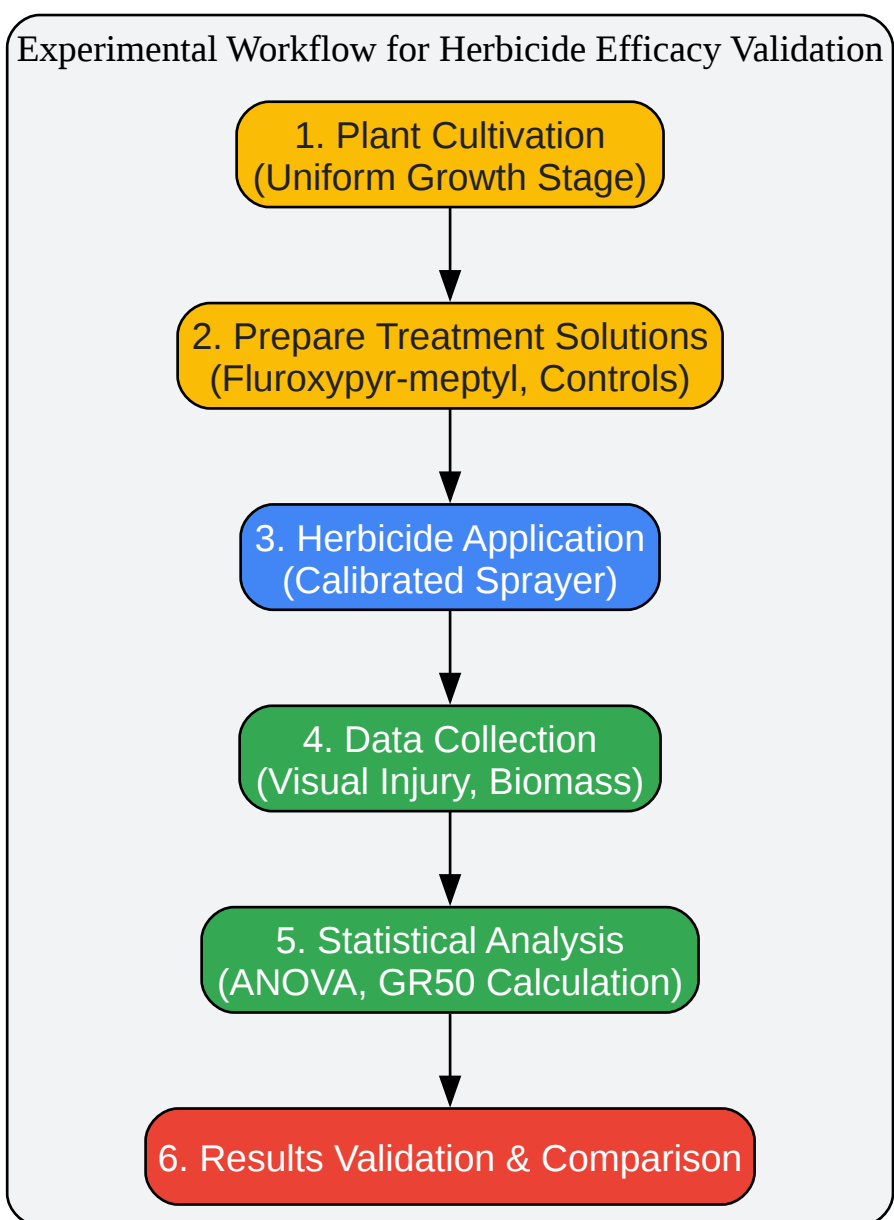 Experimental Workflow for Herbicide Efficacy Validation
1. Plant Cultivation
(Uniform Growth Stage)
2. Prepare Treatment Solutions
(Fluroxypyr-meptyl, Controls)
3. Herbicide Application
(Calibrated Sprayer)
4. Data Collection
(Visual Injury, Biomass)
5. Statistical Analysis
(ANOVA, GR50 Calculation)
6. Results Validation & Comparison